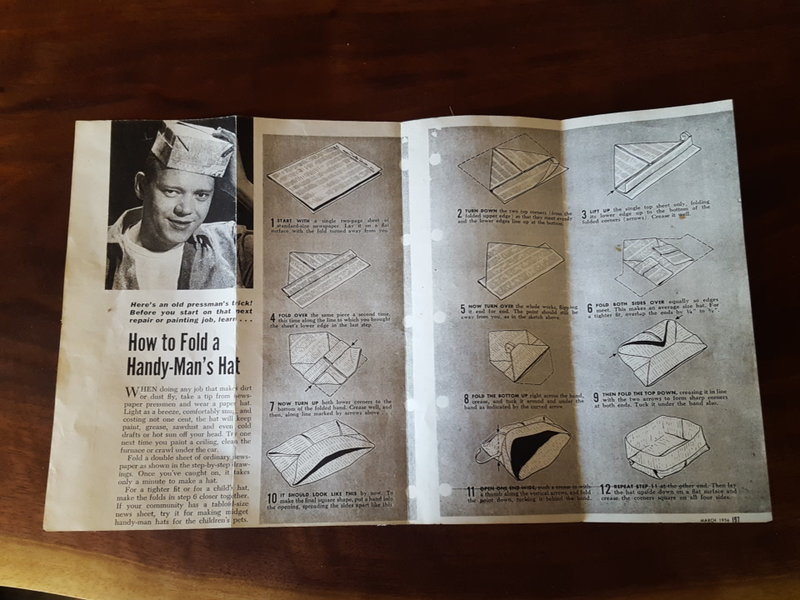 Here's an old pressman's trick!
Before you start on that next
repair or painting job, learn . . .
How to Fold a
Handy-Man's Hat
WHEN doing any job that makes dirt
or dust fly, take a tip from news-
paper pressmen and wear a paper hat.
Light as a breeze, comfortably snug, and
costing not one cent, the hat will keep
paint, grease, sawdust and even cold
drafts or hot sun off your head. Try one
next time you paint a ceiling, clean the
furnace or crawl under the car.
Fold a double sheet of ordinary news-
paper as shown in the step-by-step draw-
ings. Once you've caught on, it takes
only a minute to make a hat.
For a tighter fit or for a child's hat,
make the folds in step 6 closer together.
If your community has a tabloid-size
news sheet, try it for making midget
handy-man hats for the children's pets.
1 START WITH a single two-page sheet of
standard-size newspaper. Lay it on a flat
surface with the fold turned away from you.
2 TURN DOWN the two top corners (from the
folded upper edge) so that they meet evenly
and the lower edges line up at the bottom.
3 LIFT UP the single top sheet only, folding
its lower edge up to the bottom of the
folded corners (arrows). Crease it well.
4 FOLD OVER the same piece a second time,
this time along the line to which you brought
the sheet's lower edge in the last step.
5 NOW TURN OVER the whole works, flipping
it end for end. The point should still be
away from you, as in the sketch above.
6 FOLD BOTH SIDES OVER equally so edges
meet. This makes an average size hat. For
a tighter fit, overlap the ends by ¼" to ½"
7 NOW TURN UP both lower corners to the
bottom of the folded band. Crease well, and
then, along line marked by arrows above,
8 FOLD THE BOTTOM UP right across the band,
crease, and tuck it around and under the
band as indicated by the curved arrow.
9 THEN FOLD THE TOP DOWN, creasing it in line
with the two arrows to form sharp corners
at both ends. Tuck it under the band also.
10 IT SHOULD LOOK LIKE THIS by now. To
make the final square shape, put a hand into
the opening, spreading the sides apart like this
11 OPEN ONE END WIDE, push a crease in with
a thumb along the vertical arrows, and fold
the point down, tucking it behind the band.
12 REPEAT STEP 11 at the other end. Then lay
the hat upside down on a flat surface and
crease the corners square on all four sides.
MARCH 1956 197